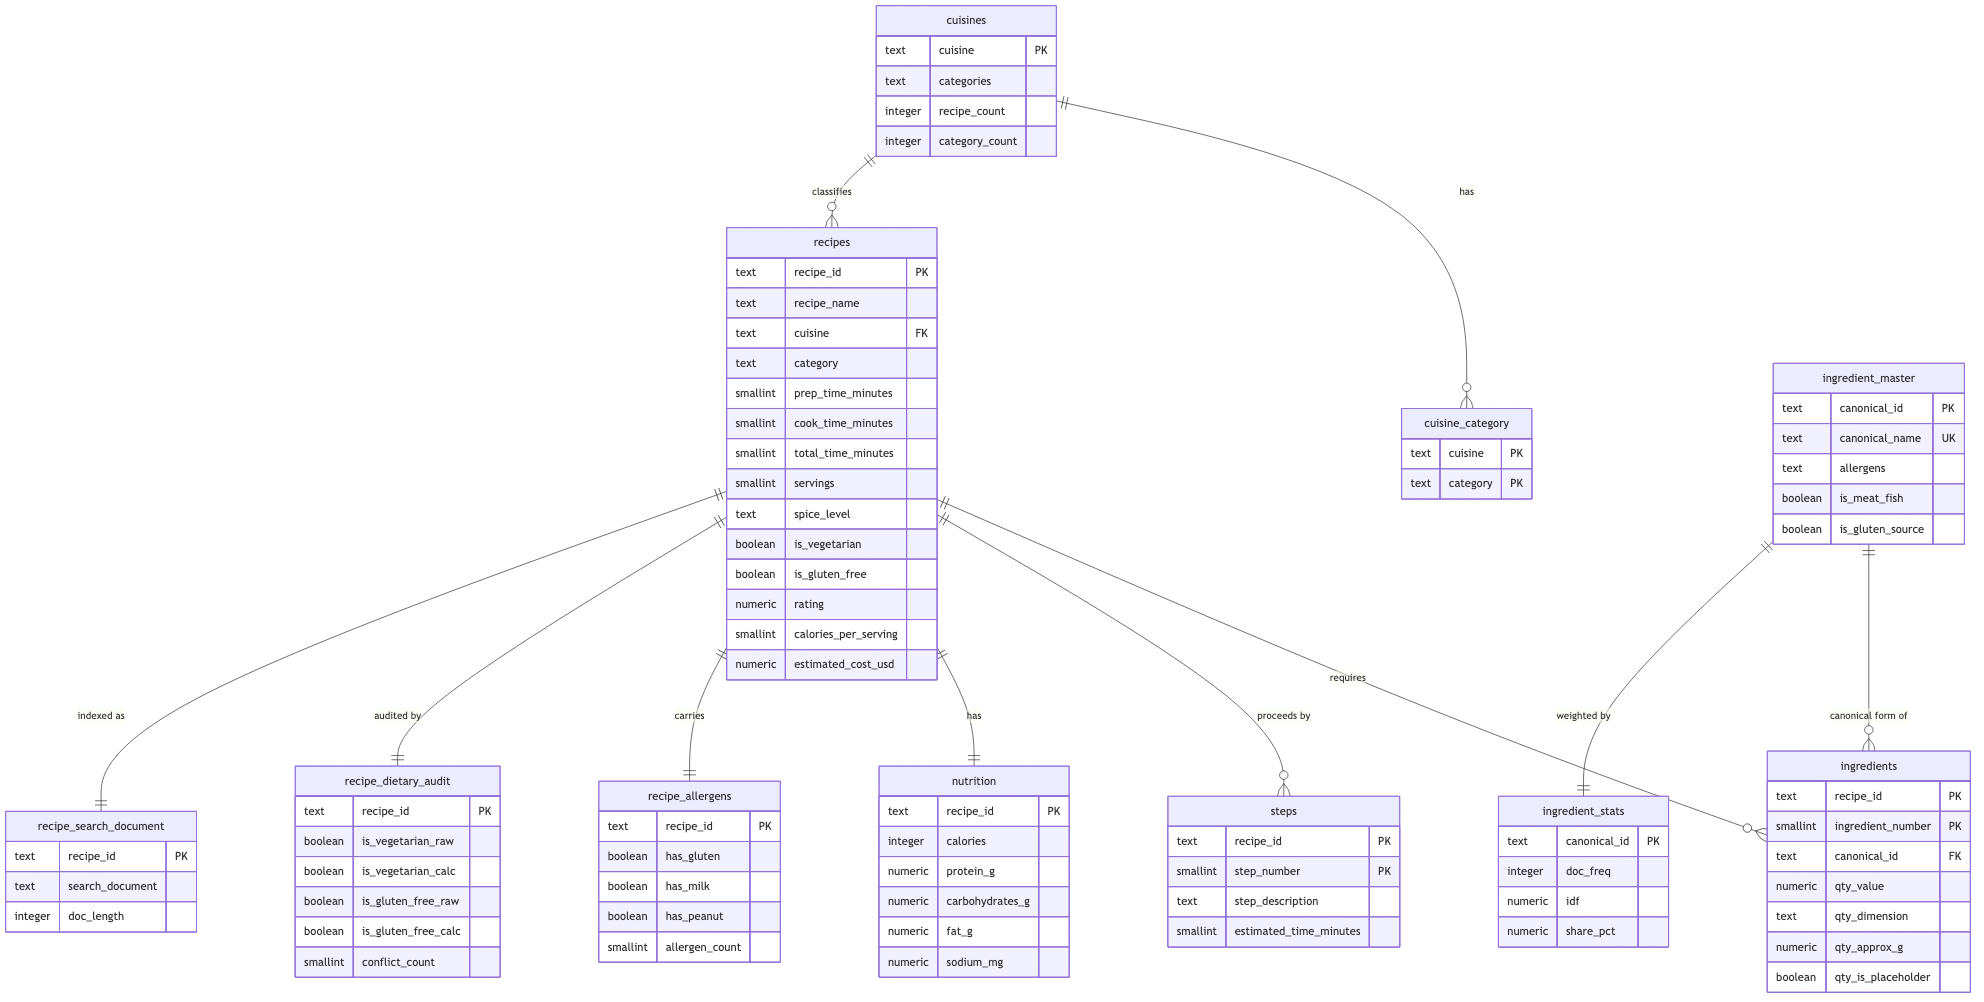 cuisines
text cuisine PK
text categories
integer recipe_count
integer category_count
classifies
has
recipes
text recipe_id PK
text recipe_name
text cuisine FK
text category
smallint prep_time_minutes
smallint cook_time_minutes
smallint total_time_minutes
smallint servings
text spice_level
boolean is_vegetarian
boolean is_gluten_free
numeric rating
smallint calories_per_serving
numeric estimated_cost_usd
cuisine_category
text cuisine PK
text category PK
ingredient_master
text canonical_id PK
text canonical_name UK
text allergens
boolean is_meat_fish
boolean is_gluten_source
requires
indexed as
audited by
carries
has
proceeds by
weighted by
canonical form of
recipe_search_document
text recipe_id PK
text search_document
integer doc_length
recipe_dietary_audit
text recipe_id PK
boolean is_vegetarian_raw
boolean is_vegetarian_calc
boolean is_gluten_free_raw
boolean is_gluten_free_calc
smallint conflict_count
recipe_allergens
text recipe_id PK
boolean has_gluten
boolean has_milk
boolean has_peanut
smallint allergen_count
nutrition
text recipe_id PK
integer calories
numeric protein_g
numeric carbohydrates_g
numeric fat_g
numeric sodium_mg
steps
text recipe_id PK
smallint step_number PK
text step_description
smallint estimated_time_minutes
ingredient_stats
text canonical_id PK
integer doc_freq
numeric idf
numeric share_pct
ingredients
text recipe_id PK
smallint ingredient_number PK
text canonical_id FK
numeric qty_value
text qty_dimension
numeric qty_approx_g
boolean qty_is_placeholder